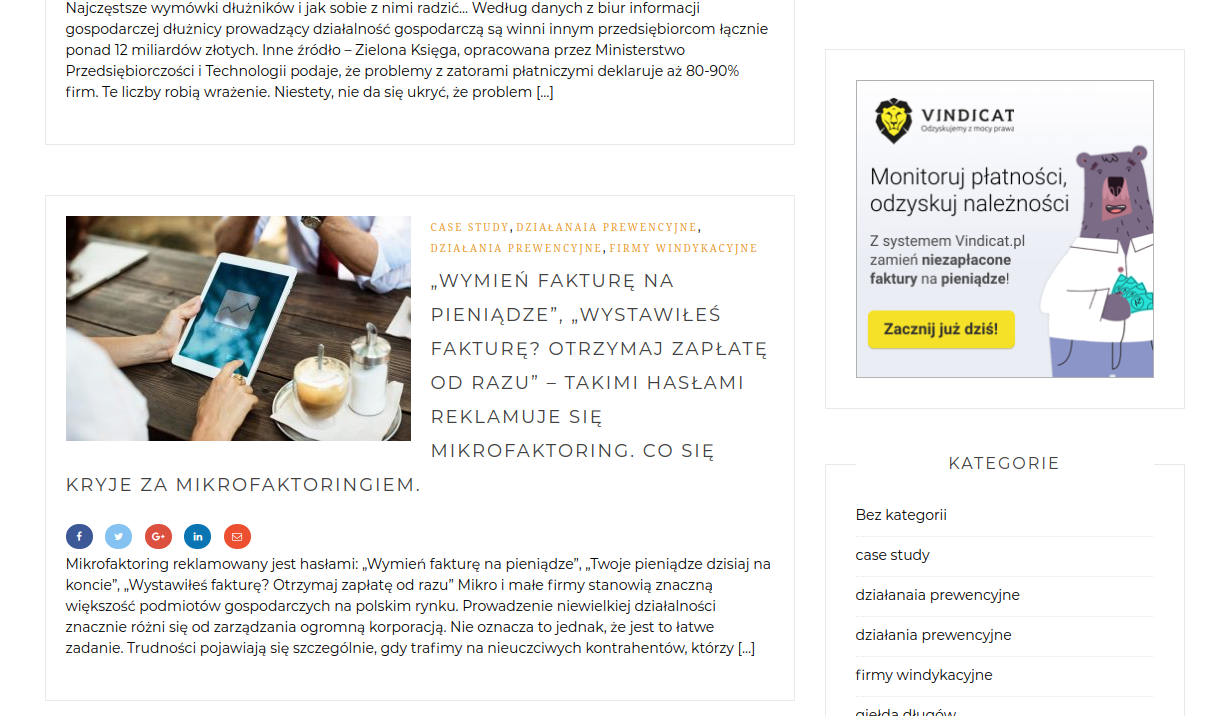 Najczęstsze wymówki dłużników i jak sobie z nimi radzić... Według danych z biur informacji
gospodarczej dłużnicy prowadzący działalność gospodarczą są winni innym przedsiębiorcom łącznie
ponad 12 miliardów złotych. Inne źródło – Zielona Księga, opracowana przez Ministerstwo
Przedsiębiorczości i Technologii podaje, że problemy z zatorami płatniczymi deklaruje aż 80-90%
firm. Te liczby robią wrażenie. Niestety, nie da się ukryć, że problem [...]
CASE STUDY, DZIAŁANAIA PREWENCYJNE,
DZIAŁANIA PREWENCYJNE, FIRMY WINDYKACYJNE
„WYMIEŃ FAKTURĘ NA
PIENIĄDZE”, „WYSTAWIŁEŚ
FAKTURĘ? OTRZYMAJ ZAPŁATĘ
OD RAZU” – TAKIMI HASŁAMI
REKLAMUJE SIĘ
MIKROFAKTORING. CO SIĘ
KRYJE ZA MIKROFAKTORINGIEM.
Mikrofaktoring reklamowany jest hasłami: „Wymień fakturę na pieniądze”, „Twoje pieniądze dzisiaj na
koncie”, „Wystawiłeś fakturę? Otrzymaj zapłatę od razu” Mikro i małe firmy stanowią znaczną
większość podmiotów gospodarczych na polskim rynku. Prowadzenie niewielkiej działalności
znacznie różni się od zarządzania ogromną korporacją. Nie oznacza to jednak, że jest to łatwe
zadanie. Trudności pojawiają się szczególnie, gdy trafimy na nieuczciwych kontrahentów, którzy [...]
VINDICAT
Odzyskujemy z mocy prawa
Monitoruj płatności,
odzyskuj należności
Z systemem Vindicat.pl
zamień niezapłacone
faktury na pieniądze!
Zacznij już dziś!
KATEGORIE
Bez kategorii
case study
działanaia prewencyjne
działania prewencyjne
firmy windykacyjne
giełda długów